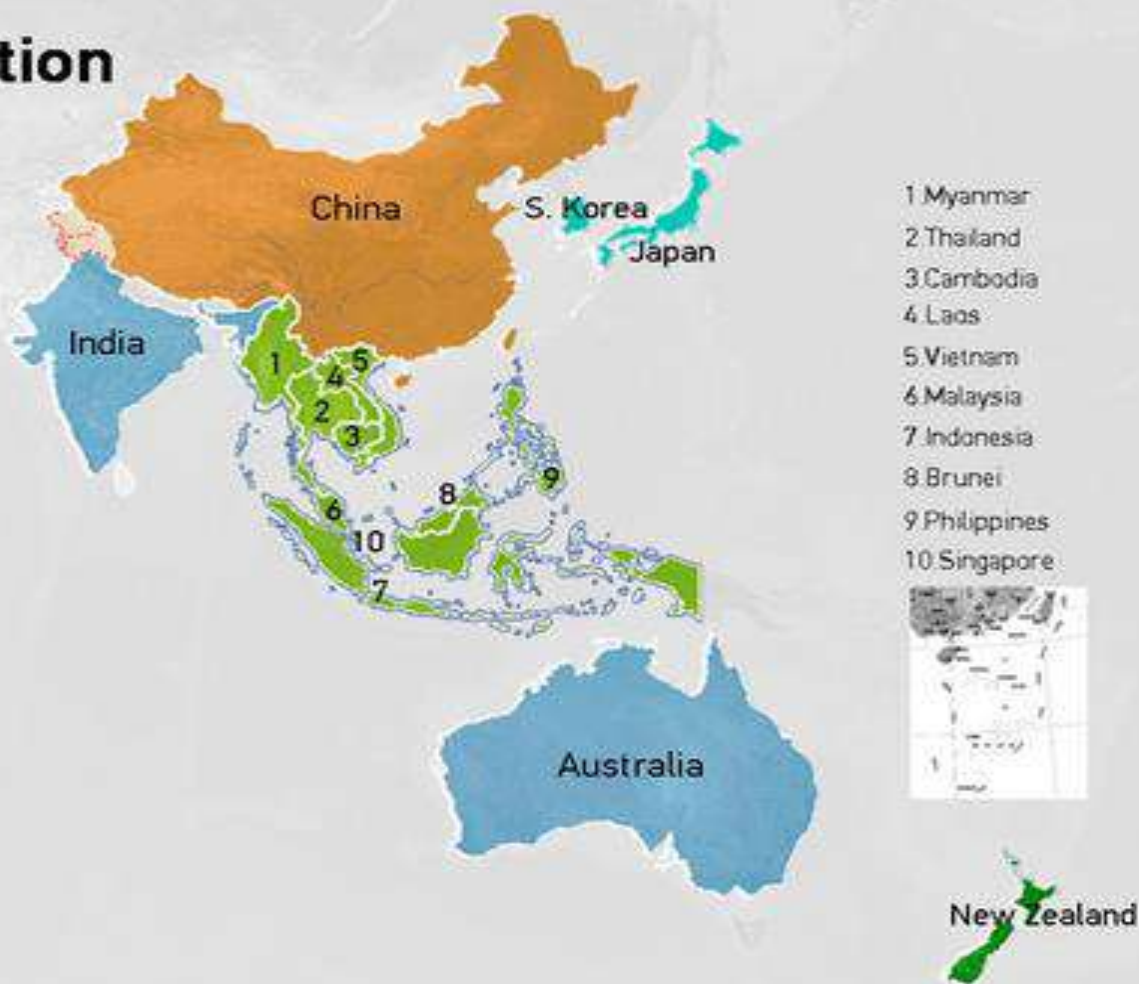 tion
China
S. Korea
Japan
India
1
5
4
2
3
9
8
6
10
7
Australia
New Zealand
1 Myanmar
2 Thailand
3.Cambodia
4 Laos
5.Vietnam
6.Malaysia
7 Indonesia
8.Brunei
9 Philippines
10 Singapore